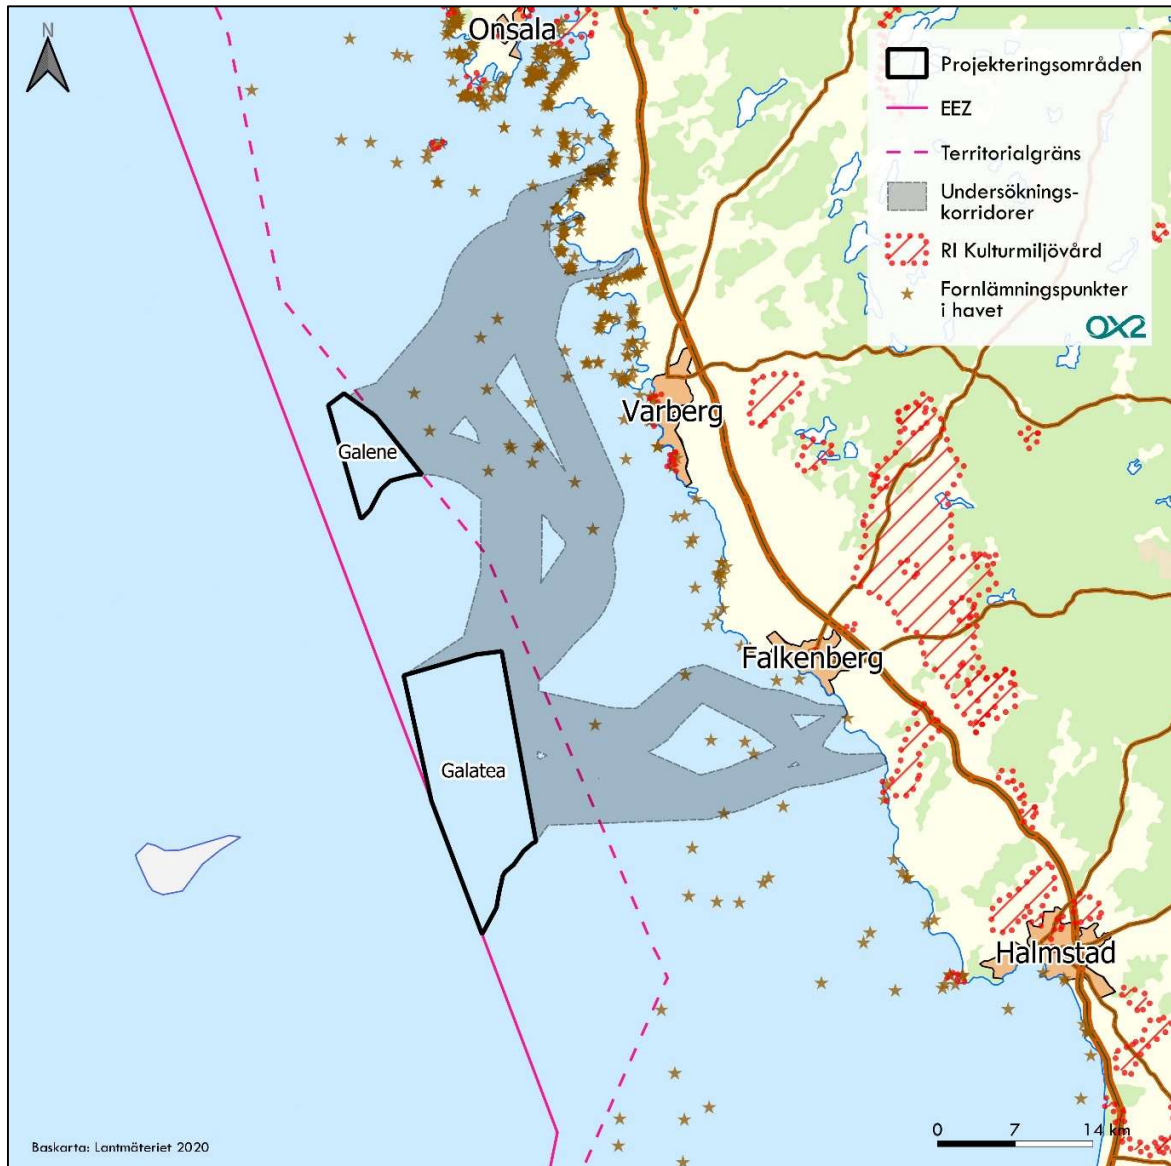 N
Onsala
Projekteringsområden
EEZ
Territorialgräns
Undersöknings-
korridorer
RI Kulturmiljövård
Fornlämningspunkter
i havet
OX2
Varberg
Galene
Falkenberg
Galatea
Halmstad
0 7 14 km
Baskarta: Lantmäteriet 2020